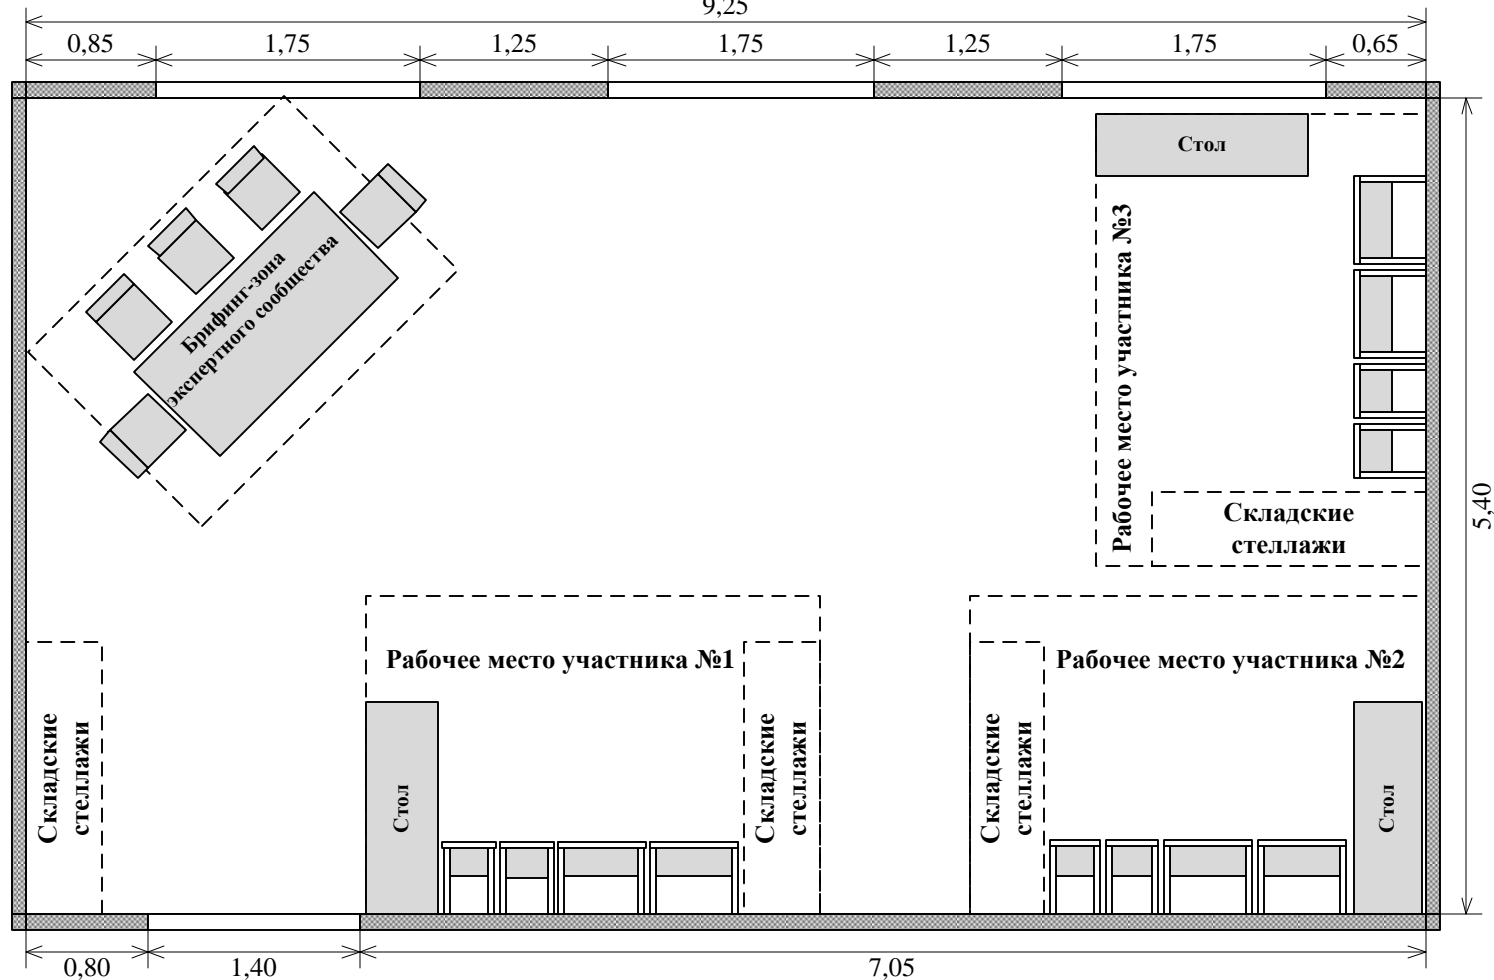 9,25
0,85
1,75
1,25
1,75
1,25
1,75
0,65
Стол
Брифинг-зона
экспертного сообщества
Рабочее место участника №3
5,40
Складские
стеллажи
Рабочее место участника №1
Рабочее место участника №2
Складские
стеллажи
Стол
Складские
стеллажи
Складские
стеллажи
Стол
0,80
1,40
7,05